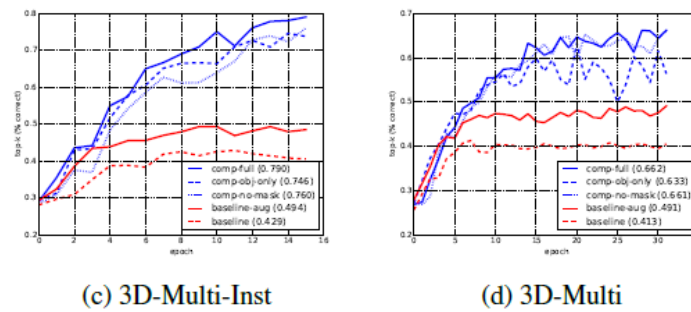 0.8
0.7
0.6
0.5
0.4
0.3
0.2
top-k (% correct)
comp-full (0.790)
comp-obj-only (0.746)
comp-no-mask (0.760)
baseline-aug (0.494)
baseline (0.429)
0 2 4 6 8 10 12 14 16
epoch
(c) 3D-Multi-Inst
0.7
0.6
0.5
0.4
0.3
0.2
top-k (% correct)
comp-full (0.662)
comp-obj-only (0.633)
comp-no-mask (0.661)
baseline-aug (0.491)
baseline (0.413)
0 5 10 15 20 25 30
epoch
(d) 3D-Multi